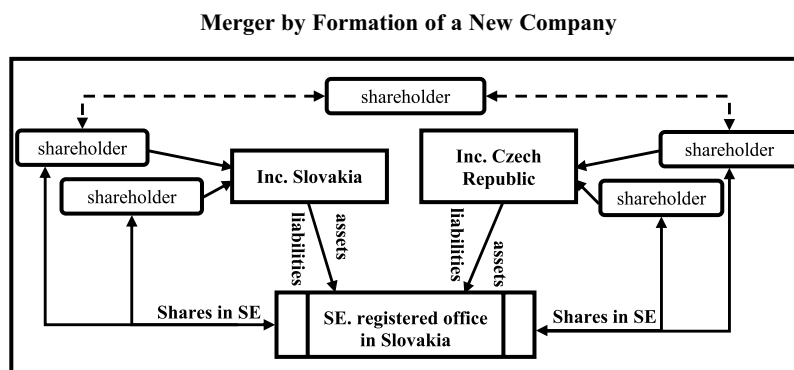 Merger by Formation of a New Company
shareholder
shareholder
shareholder
Inc. Slovakia
Inc. Czech
Republic
shareholder
shareholder
liabilities
assets
liabilities
assets
Shares in SE
SE. registered office
in Slovakia
Shares in SE